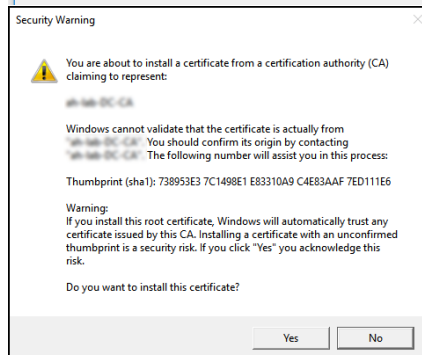 Security Warning
You are about to install a certificate from a certification authority (CA)
claiming to represent:
Windows cannot validate that the certificate is actually from
. You should confirm its origin by contacting
. The following number will assist you in this process:
Thumbprint (sha1): 738953E3 7C1498E1 E83310A9 C4E83AAF 7ED111E6
Warning:
If you install this root certificate, Windows will automatically trust any
certificate issued by this CA. Installing a certificate with an unconfirmed
thumbprint is a security risk. If you click "Yes" you acknowledge this
risk.
Do you want to install this certificate?
Yes
No